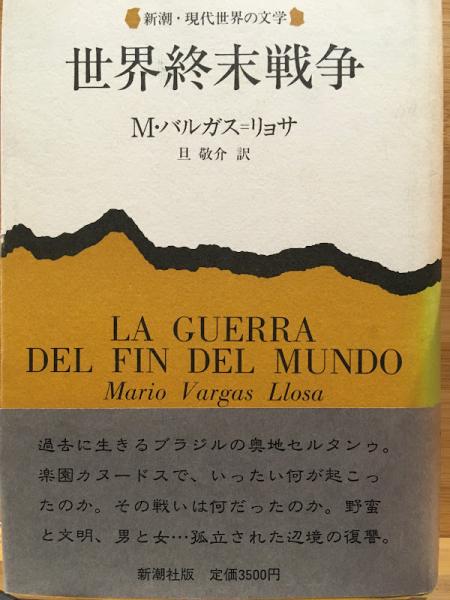 新潮・現代世界の文学
世界終末戦争
M・バルガス=リョサ
旦 敬介 訳
LA GUERRA
DEL FIN DEL MUNDO
Mario Vargas Llosa
過去に生きるブラジルの奥地セルタンゥ。
楽園カヌードスで、いったい何が起こっ
たのか。その戦いは何だったのか。野蛮
と文明、男と女…孤立された辺境の復讐。
新潮社版 定価3500円